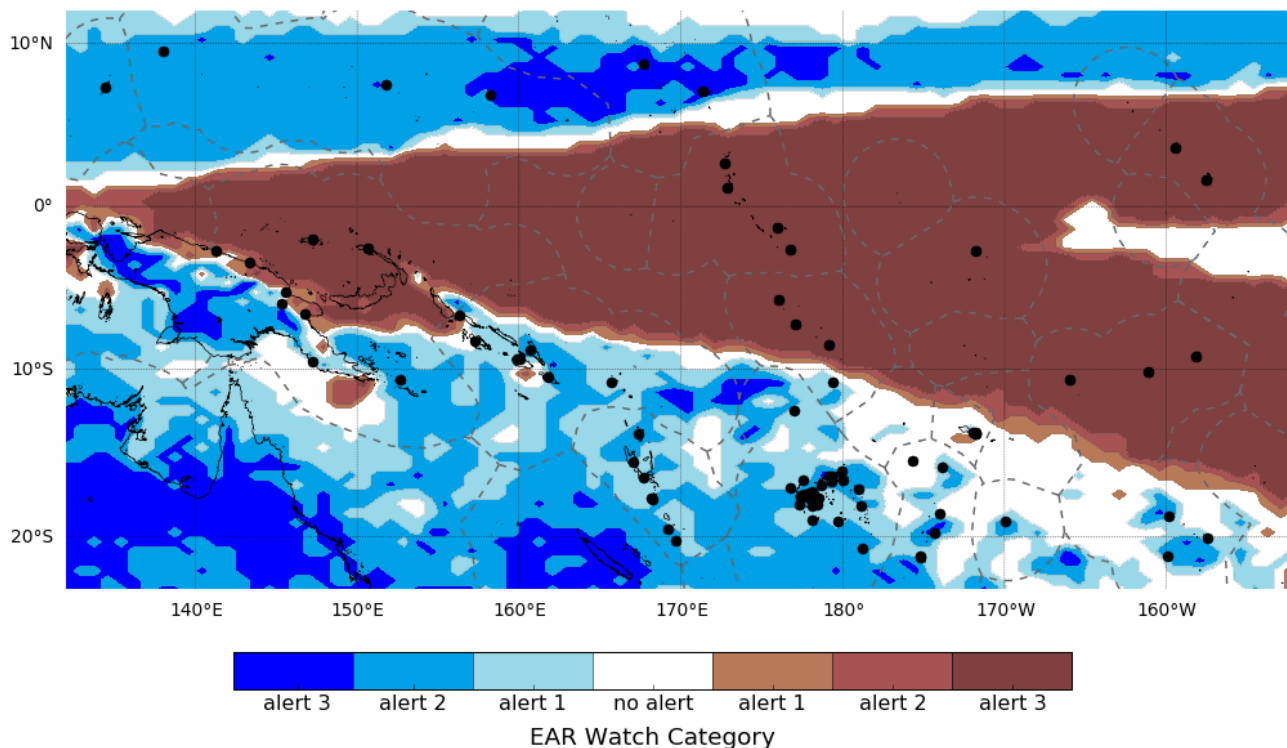 10°N
0°
10°S
20°S
140°E 150°E 160°E 170°E 180° 170°W 160°W
alert 3 alert 2 alert 1 no alert alert 1 alert 2 alert 3
EAR Watch Category